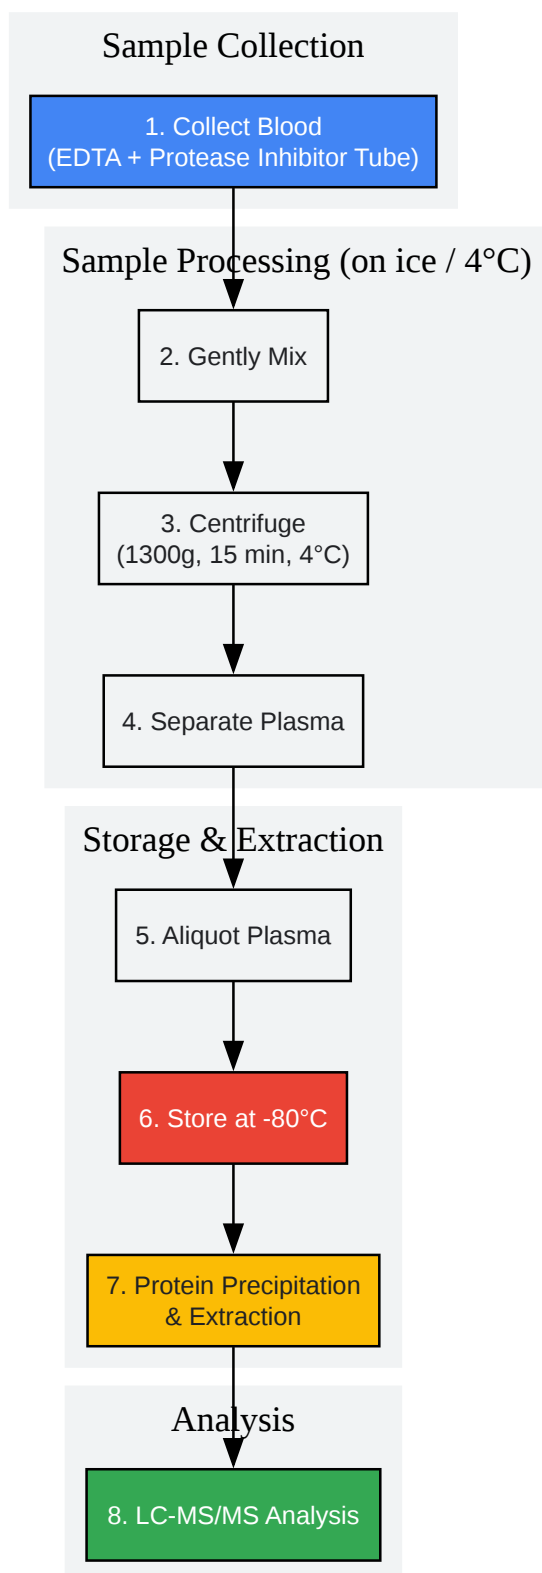 Sample Collection
1. Collect Blood
(EDTA + Protease Inhibitor Tube)
Sample Processing (on ice / 4°C)
2. Gently Mix
3. Centrifuge
(1300g, 15 min, 4°C)
4. Separate Plasma
Storage & Extraction
5. Aliquot Plasma
6. Store at -80°C
7. Protein Precipitation
& Extraction
Analysis
8. LC-MS/MS Analysis